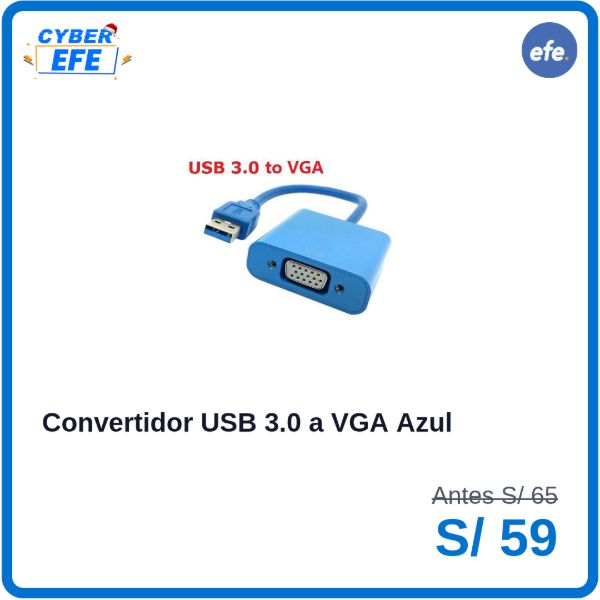 CYBER
EFE
efe.
USB 3.0 to VGA
Convertidor USB 3.0 a VGA Azul
Antes S/ 65
S/ 59